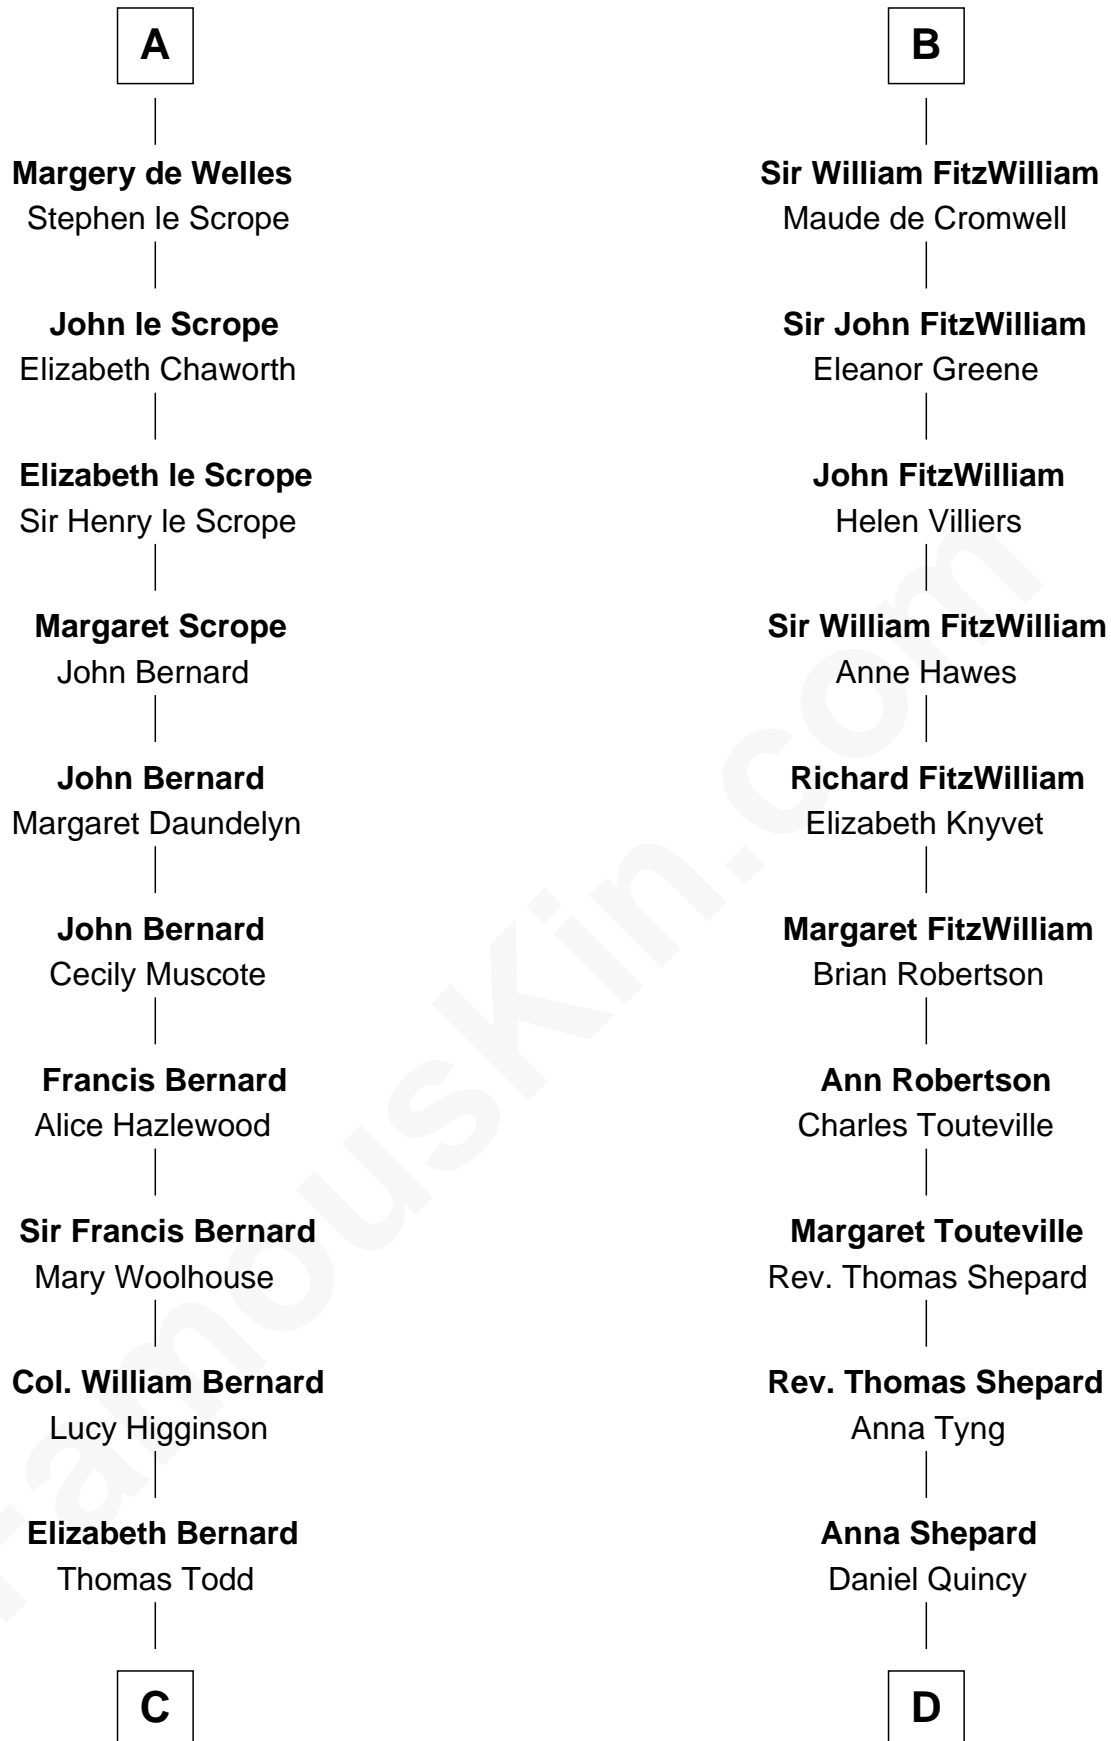 A
Margery de Welles
Stephen le Scrope
John le Scrope
Elizabeth Chaworth
Elizabeth le Scrope
Sir Henry le Scrope
Margaret Scrope
John Bernard
John Bernard
Margaret Daundelyn
John Bernard
Cecily Muscote
Francis Bernard
Alice Hazlewood
Sir Francis Bernard
Mary Woolhouse
Col. William Bernard
Lucy Higginson
Elizabeth Bernard
Thomas Todd
C
B
Sir William FitzWilliam
Maude de Cromwell
Sir John FitzWilliam
Eleanor Greene
John FitzWilliam
Helen Villiers
Sir William FitzWilliam
Anne Hawes
Richard FitzWilliam
Elizabeth Knyvet
Margaret FitzWilliam
Brian Robertson
Ann Robertson
Charles Touteville
Margaret Touteville
Rev. Thomas Shepard
Rev. Thomas Shepard
Anna Tyng
Anna Shepard
Daniel Quincy
D
FamousKin.com